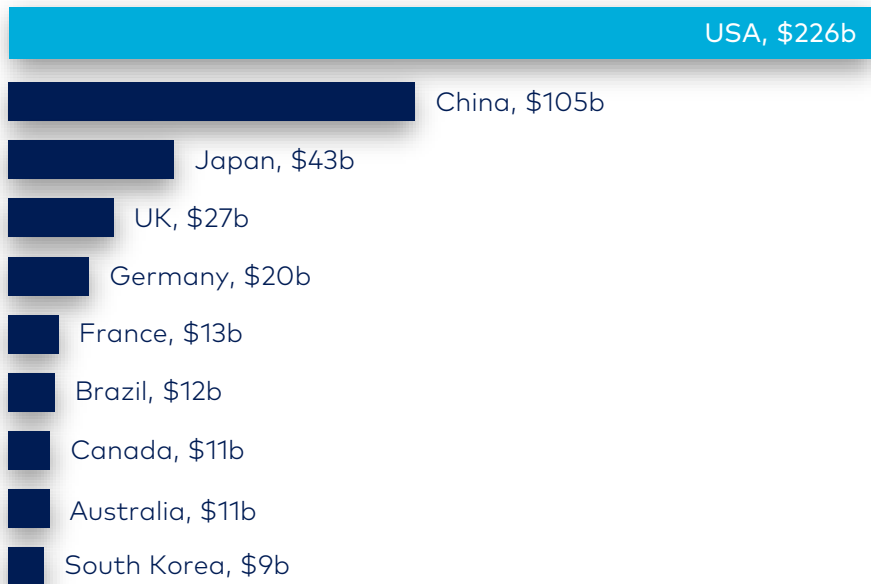 USA, $226b
China, $105b
Japan, $43b
UK, $27b
Germany, $20b
France, $13b
Brazil, $12b
Canada, $11b
Australia, $11b
South Korea, $9b